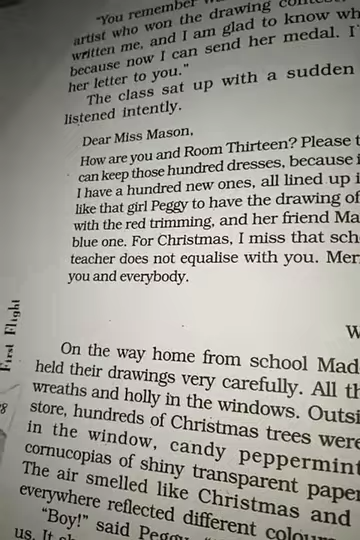 "You remember
artist who won the drawing
written me, and I am glad to know
because now I can send her medal.
her letter to you."
The class sat up with a sudden
listened intently.
Dear Miss Mason,
How are you and Room Thirteen? Please
can keep those hundred dresses, because
I have a hundred new ones, all lined up
like that girl Peggy to have the drawing of
with the red trimming, and her friend Ma
blue one. For Christmas, I miss that sch
teacher does not equalise with you. Mer
you and everybody.
W
On the way home from school Mad
held their drawings very carefully. All th
wreaths and holly in the windows. Outsi
store, hundreds of Christmas trees were
in the window, candy peppermint
cornucopias of shiny transparent paper
The air smelled like Christmas and
everywhere reflected different
"Boy!" said
us. It
First Flight
8